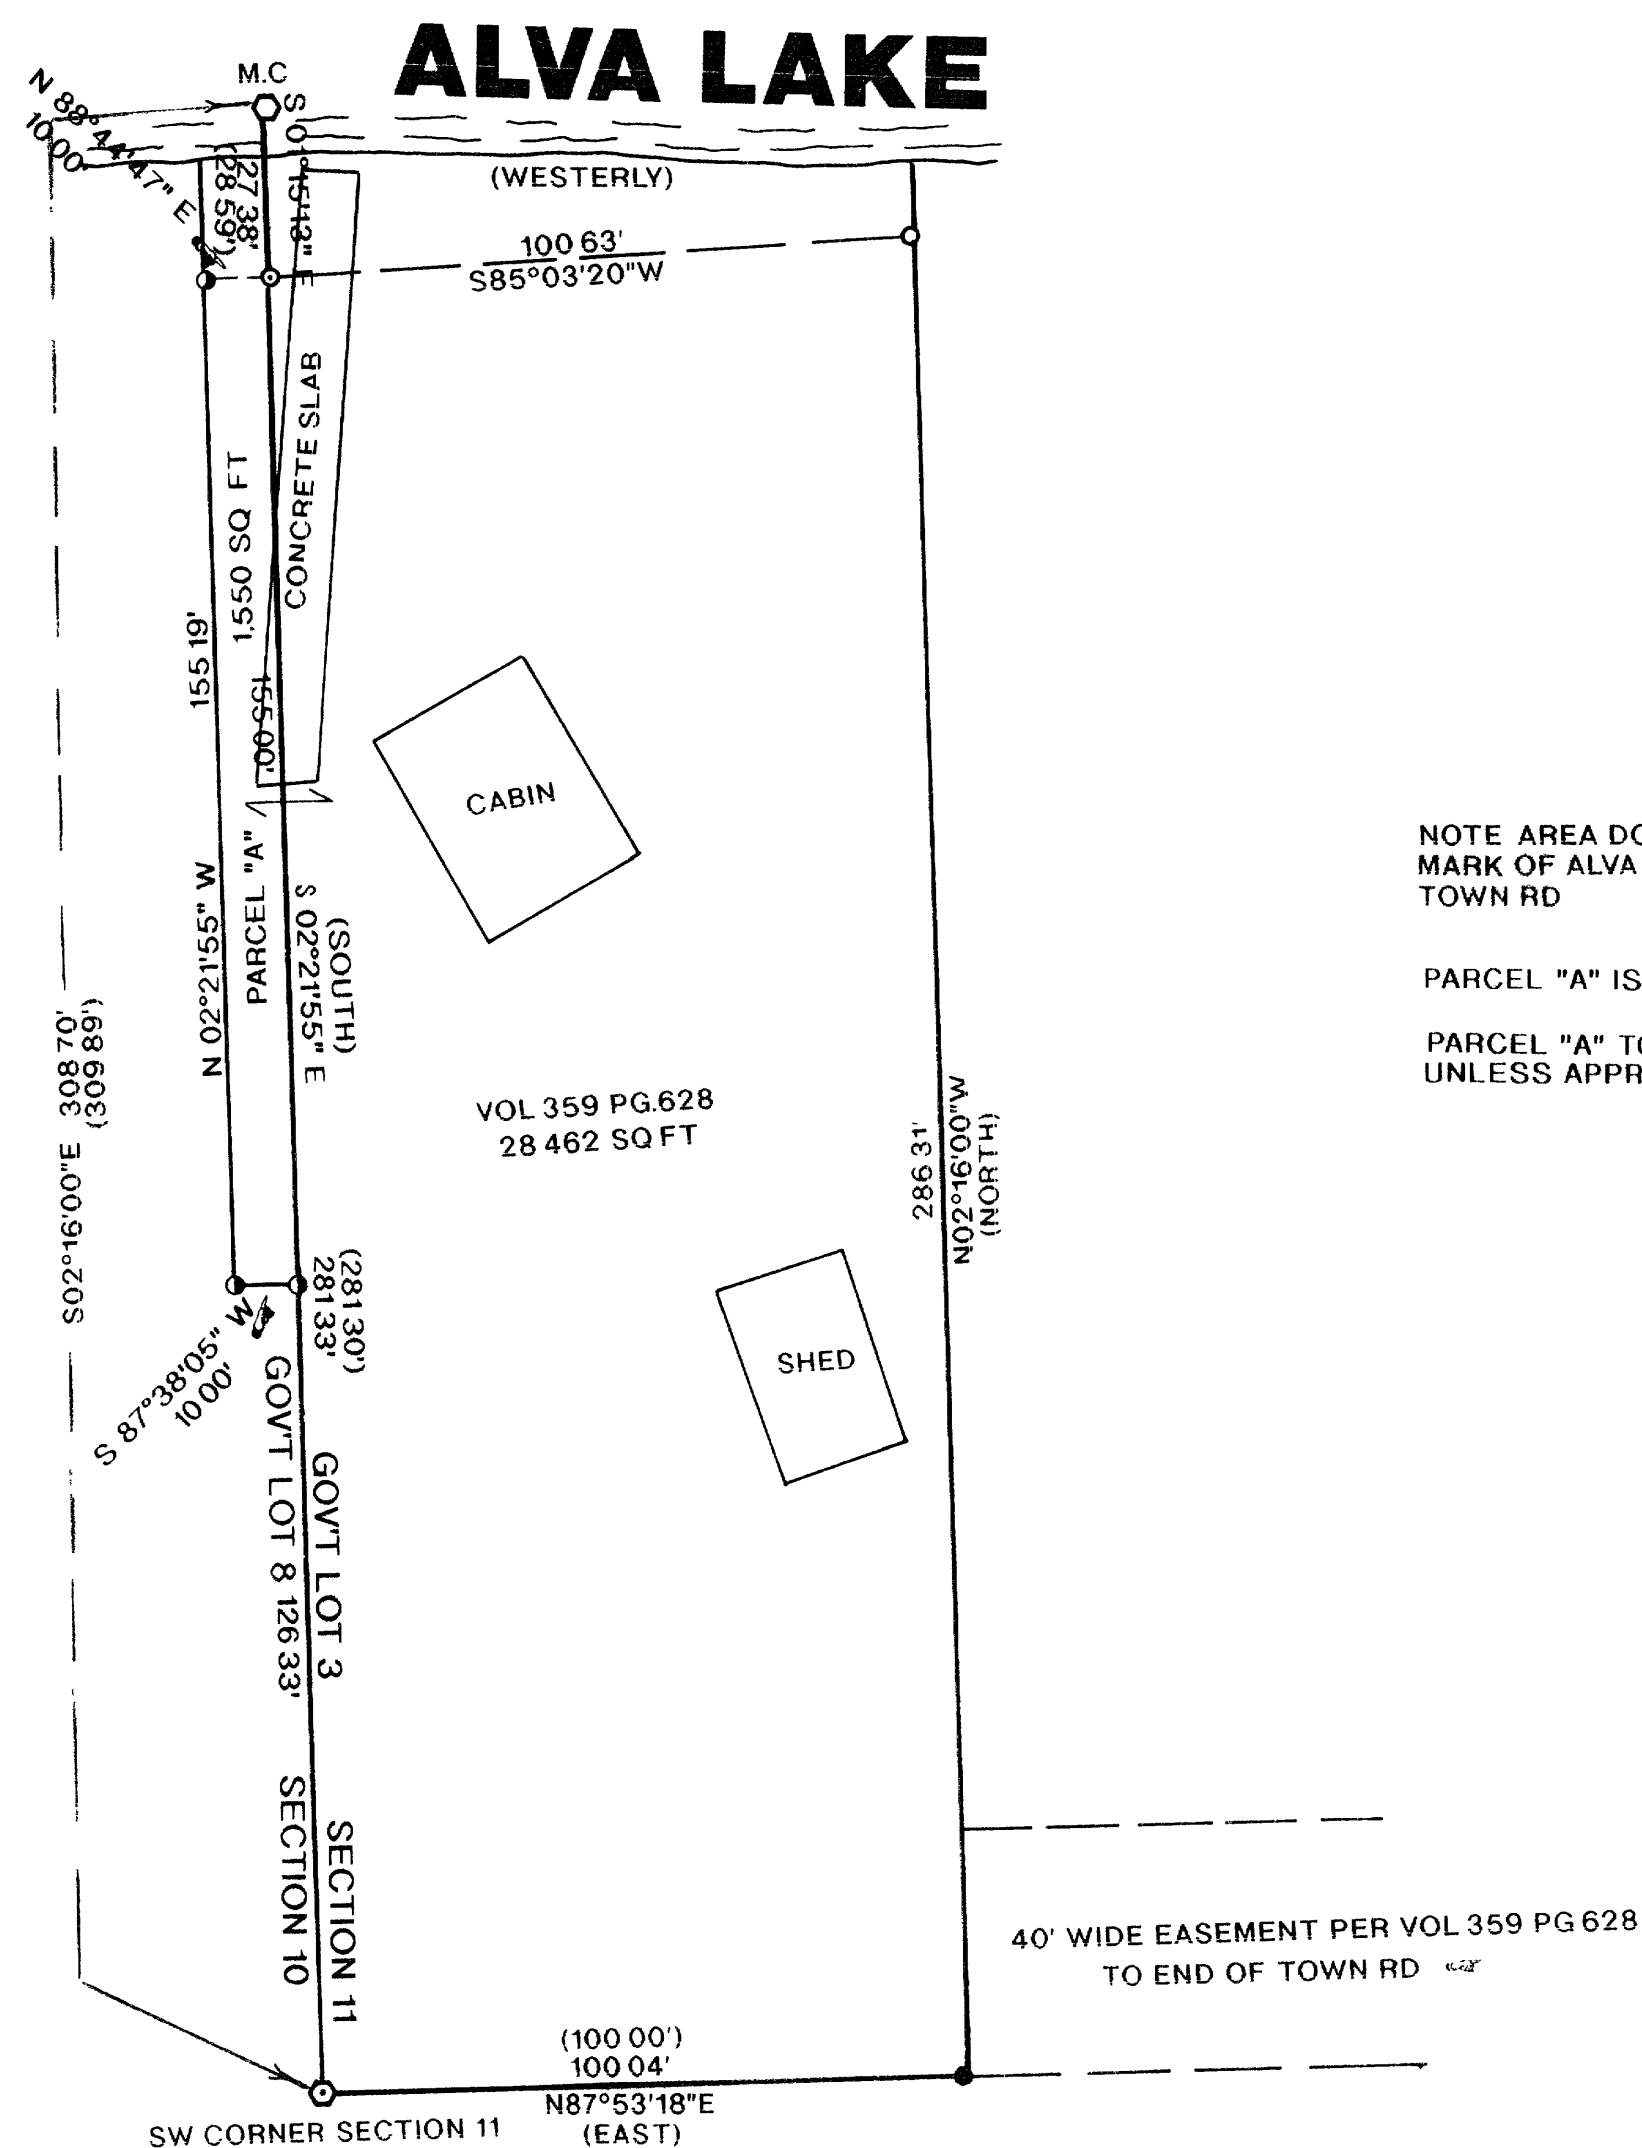 ALVA LAKE
M.C
N 88°44'47" E
10 00'
S 01°15'13" E
27 38'
(28 59')
(WESTERLY)
100 63'
S85°03'20"W
CONCRETE SLAB
1,550 SQ FT
PARCEL "A"
155 19'
N 02°21'55" W
155 00'
CABIN
(SOUTH)
S 02°21'55" E
S02°16'00"E 308 70'
(309 89')
VOL 359 PG.628
28 462 SQ FT
286 31'
N02°16'00"W
(NORTH)
NOTE AREA DO
MARK OF ALVA
TOWN RD
PARCEL "A" IS
PARCEL "A" TO
UNLESS APPR
(281 30')
281 33'
S 87°38'05" W
10 00'
SHED
GOV'T LOT 8 126 33' SECTION 10
GOV'T LOT 3 SECTION 11
40' WIDE EASEMENT PER VOL 359 PG 628
TO END OF TOWN RD
(100 00')
100 04'
N87°53'18"E
(EAST)
SW CORNER SECTION 11